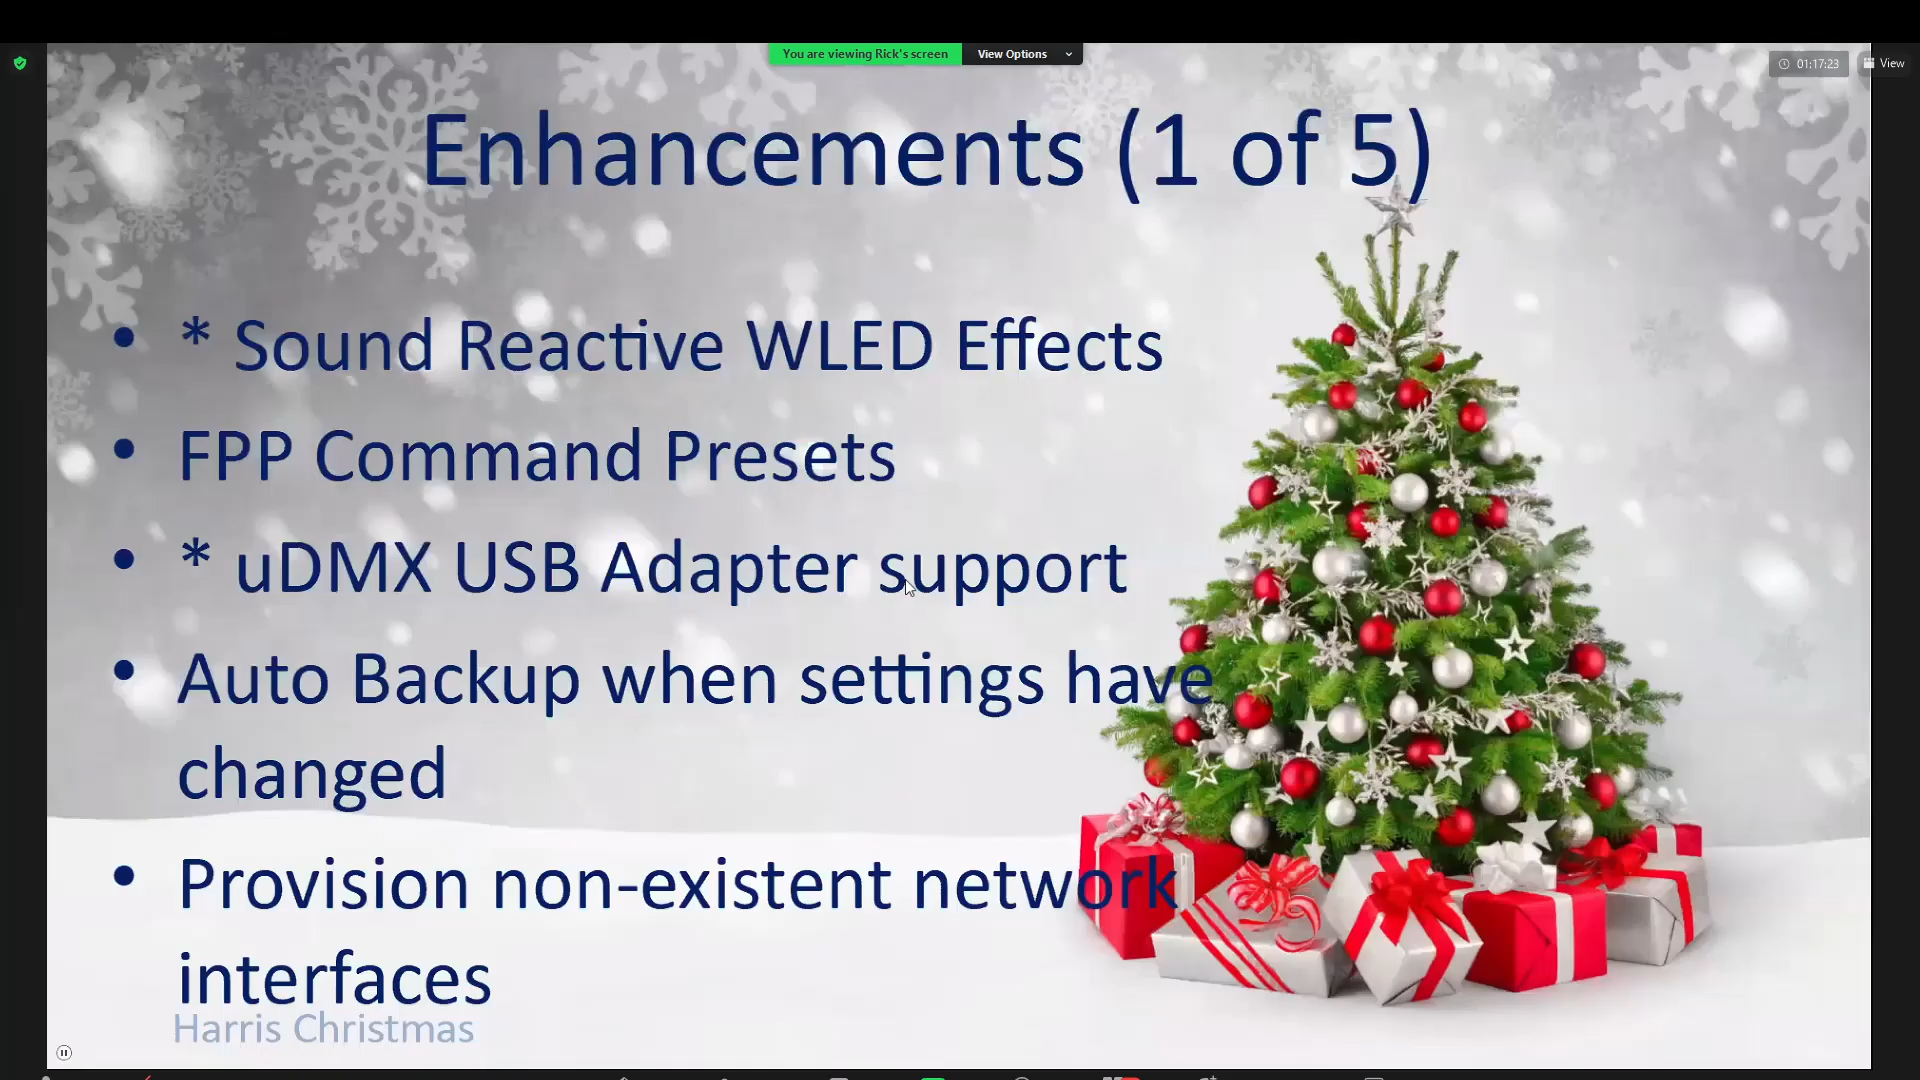 You are viewing Rick's screen View Options
01:17:23 View
Enhancements (1 of 5)
• * Sound Reactive WLED Effects
• FPP Command Presets
• * uDMX USB Adapter support
• Auto Backup when settings have
changed
• Provision non-existent network
interfaces
Harris Christmas